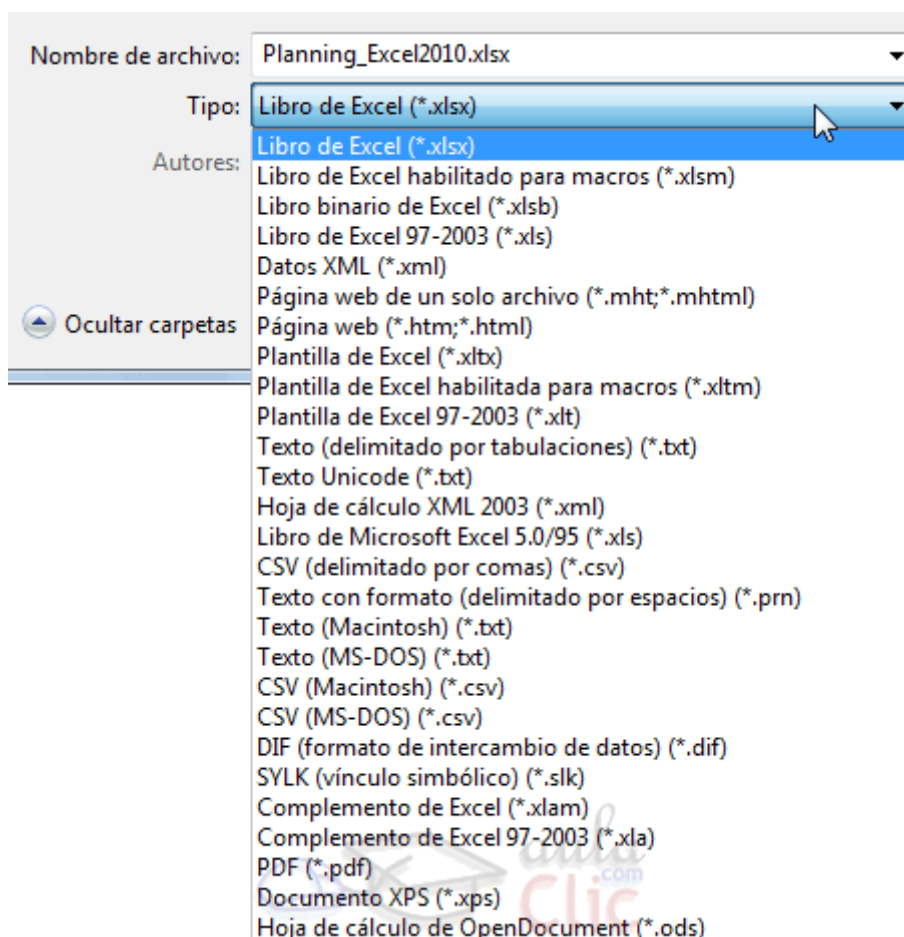 Nombre de archivo: Planning_Excel2010.xlsx
Tipo: Libro de Excel (*.xlsx)
Autores:
Libro de Excel (*.xlsx)
Libro de Excel habilitado para macros (*.xlsm)
Libro binario de Excel (*.xlsb)
Libro de Excel 97-2003 (*.xls)
Datos XML (*.xml)
Página web de un solo archivo (*.mht;*.mhtml)
Ocultar carpetas
Página web (*.htm;*.html)
Plantilla de Excel (*.xltx)
Plantilla de Excel habilitada para macros (*.xltm)
Plantilla de Excel 97-2003 (*.xlt)
Texto (delimitado por tabulaciones) (*.txt)
Texto Unicode (*.txt)
Hoja de cálculo XML 2003 (*.xml)
Libro de Microsoft Excel 5.0/95 (*.xls)
CSV (delimitado por comas) (*.csv)
Texto con formato (delimitado por espacios) (*.prn)
Texto (Macintosh) (*.txt)
Texto (MS-DOS) (*.txt)
CSV (Macintosh) (*.csv)
CSV (MS-DOS) (*.csv)
DIF (formato de intercambio de datos) (*.dif)
SYLK (vínculo simbólico) (*.slk)
Complemento de Excel (*.xlam)
Complemento de Excel 97-2003 (*.xla)
PDF (*.pdf)
Documento XPS (*.xps)
Hoja de cálculo de OpenDocument (*.ods)
aula
.com
Clic